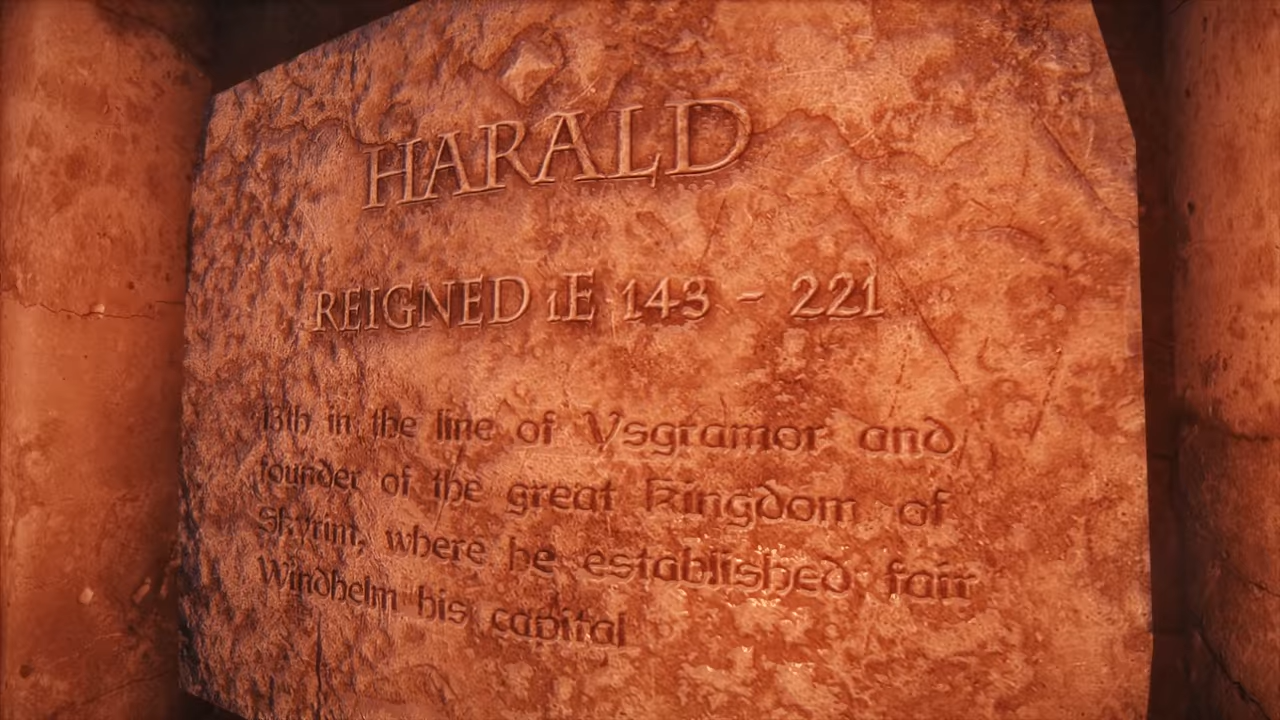 HARALD
REIGNED 1E 143 - 221
13th in the line of Ysgramor and
founder of the great Kingdom of
Skyrim, where he established fair
Windhelm his capital